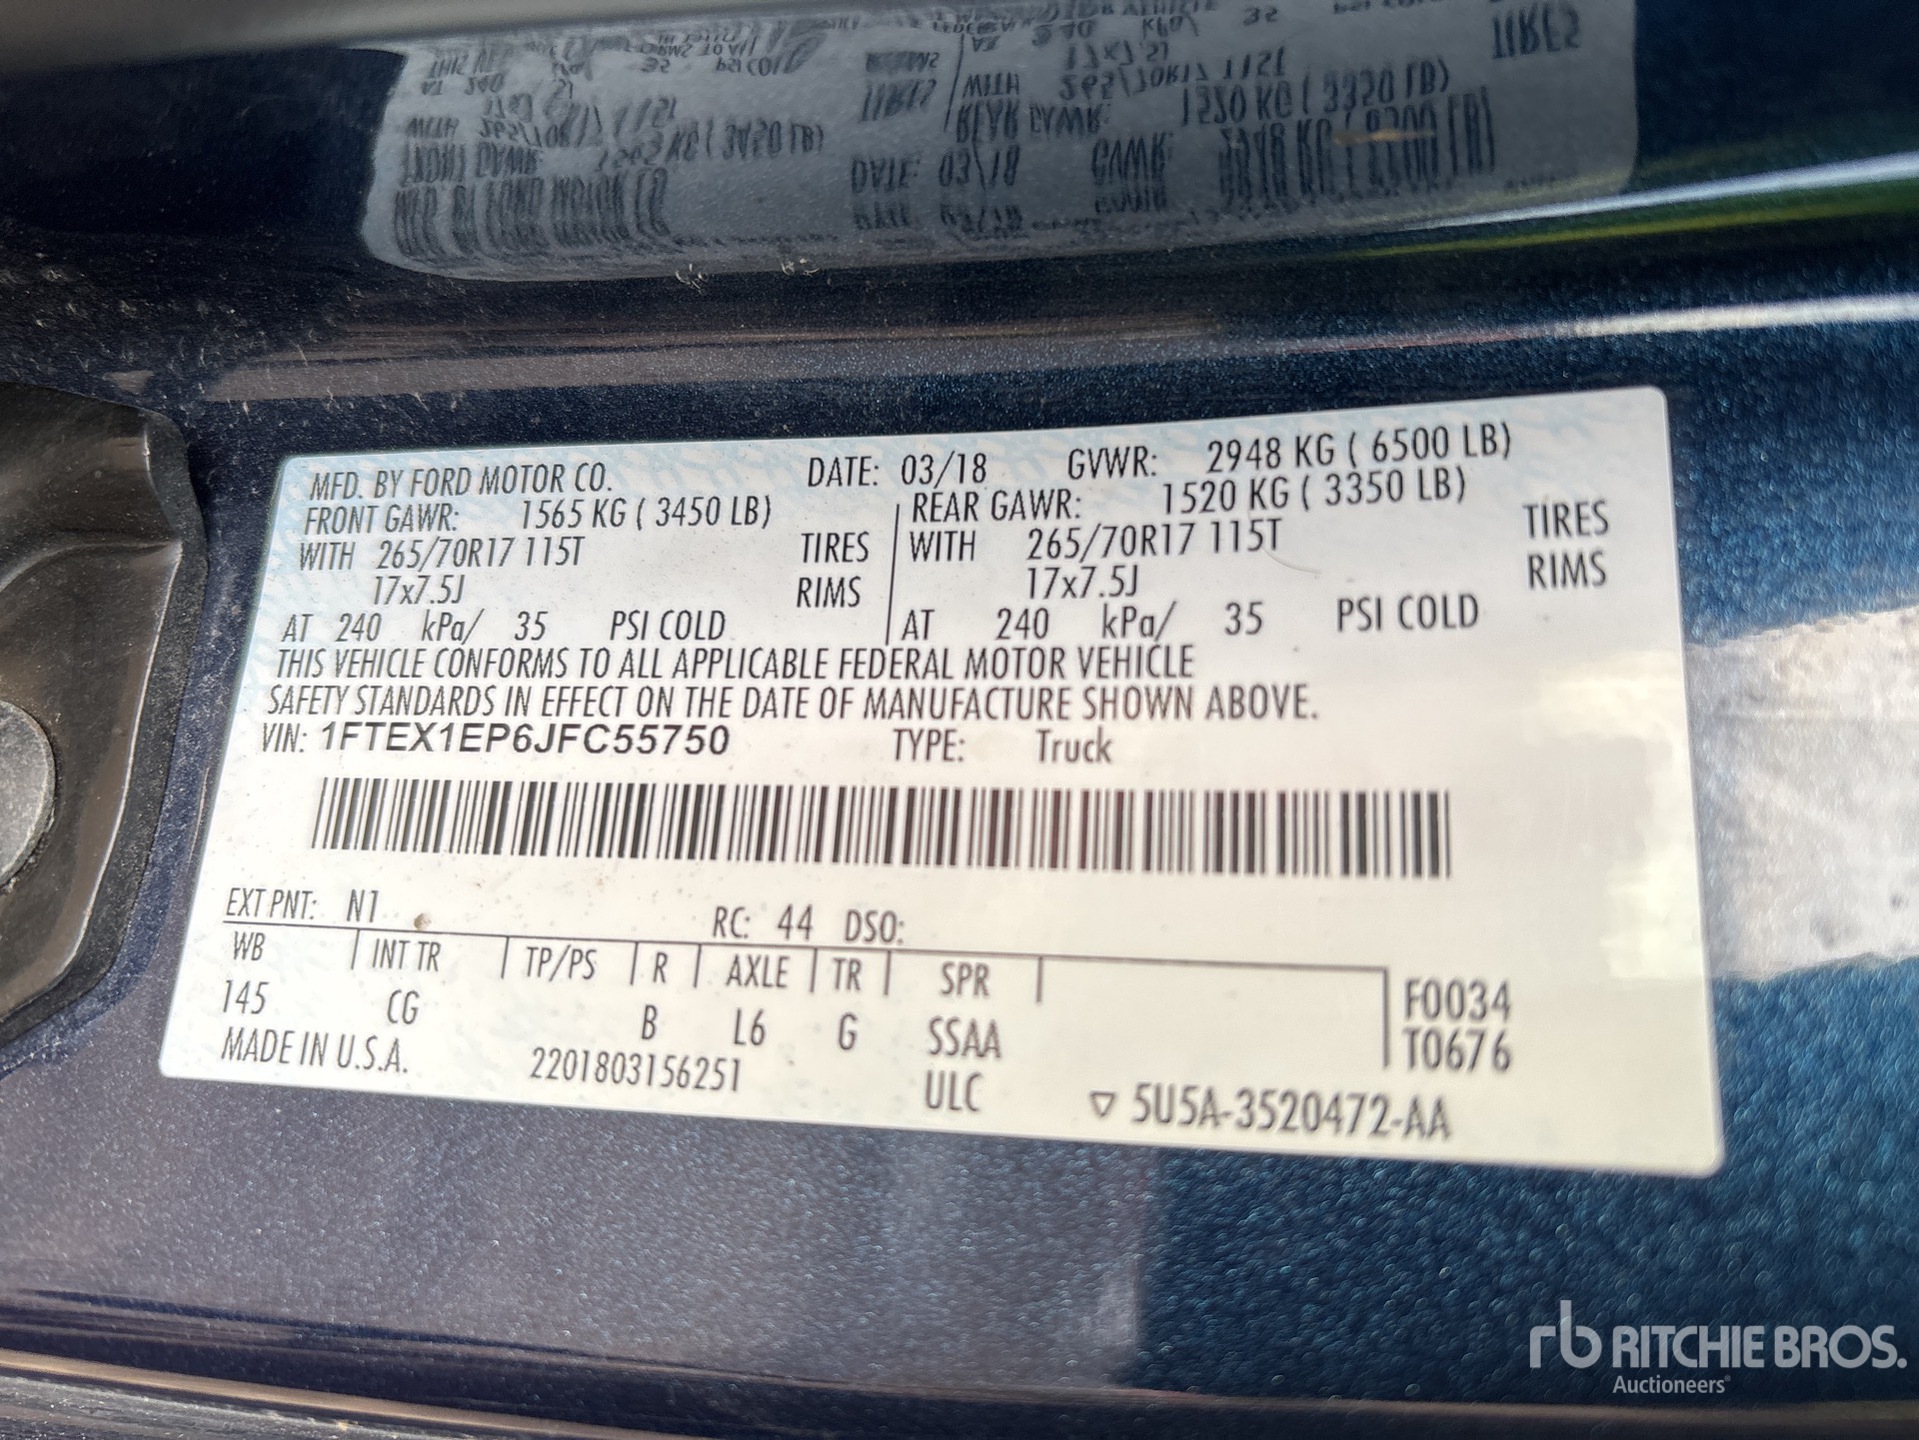 MFD. BY FORD MOTOR CO. DATE: 03/18 GVWR: 2948 KG ( 6500 LB)
FRONT GAWR: 1565 KG ( 3450 LB) REAR GAWR: 1520 KG ( 3350 LB)
WITH 265/70R17 115T TIRES WITH 265/70R17 115T TIRES
17x7.5J RIMS 17x7.5J RIMS
AT 240 kPa/ 35 PSI COLD AT 240 kPa/ 35 PSI COLD
THIS VEHICLE CONFORMS TO ALL APPLICABLE FEDERAL MOTOR VEHICLE
SAFETY STANDARDS IN EFFECT ON THE DATE OF MANUFACTURE SHOWN ABOVE.
VIN: 1FTEX1EP6JFC55750 TYPE: Truck
EXT PNT: N1 RC: 44 DSO:
WB INT TR TP/PS R AXLE TR SPR
145 CG B L6 G SSAA F0034
MADE IN U.S.A. 2201803156251 ULC T0676
▽ 5U5A-3520472-AA
rb RITCHIE BROS.
Auctioneers